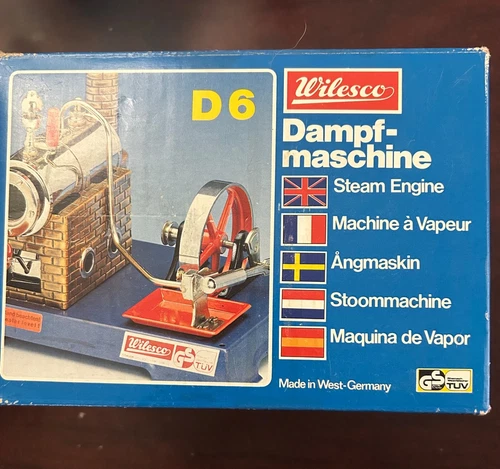 D6
Wilesco
Dampf-
maschine
Steam Engine
Machine à Vapeur
Ångmaskin
Stoommachine
Maquina de Vapor
Made in West-Germany
GS
TÜV
Wilesco
GS
TÜV